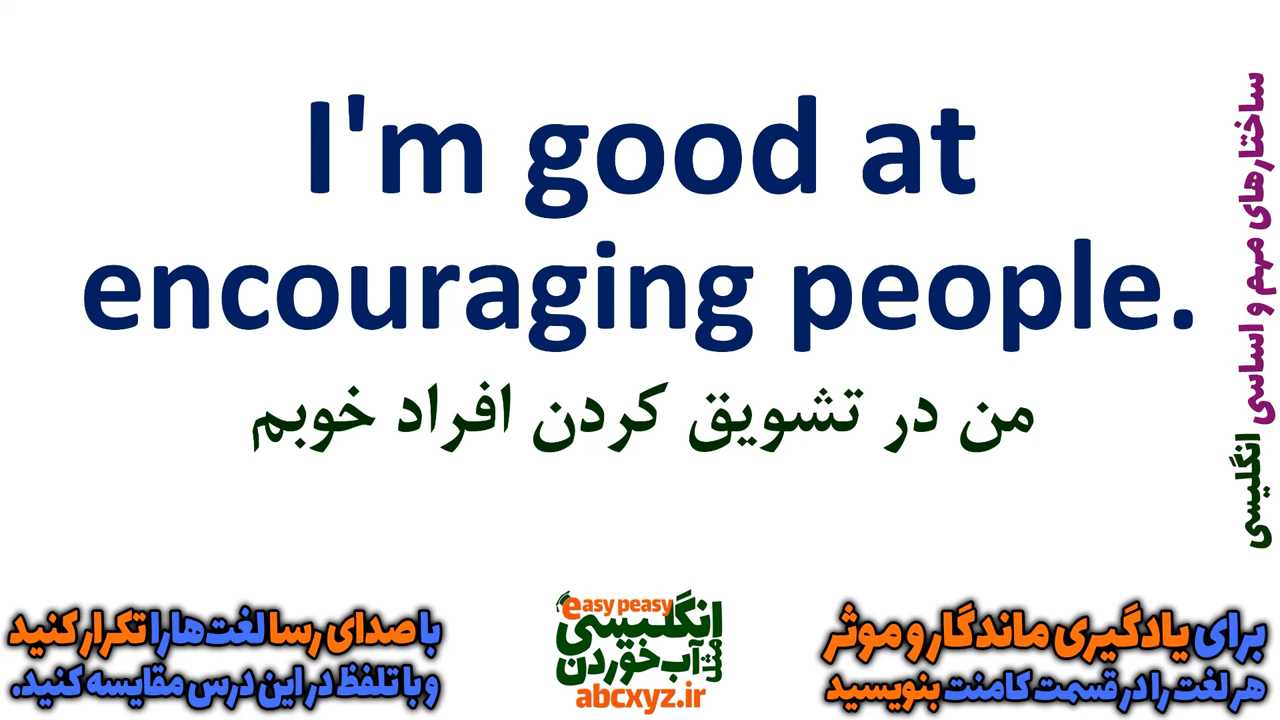 I'm good at
encouraging people.
من در تشویق کردن افراد خوبم
ساختارهای مهم و اساسی انگلیسی
برای یادگیری ماندگار و موثر
هر لغت را در قسمت کامنت بنویسید
easy peasy
انگلیسی
مثل آب خوردن
abcxyz.ir
با صدای رسا لغت‌ها را تکرار کنید
و با تلفظ در این درس مقایسه کنید.